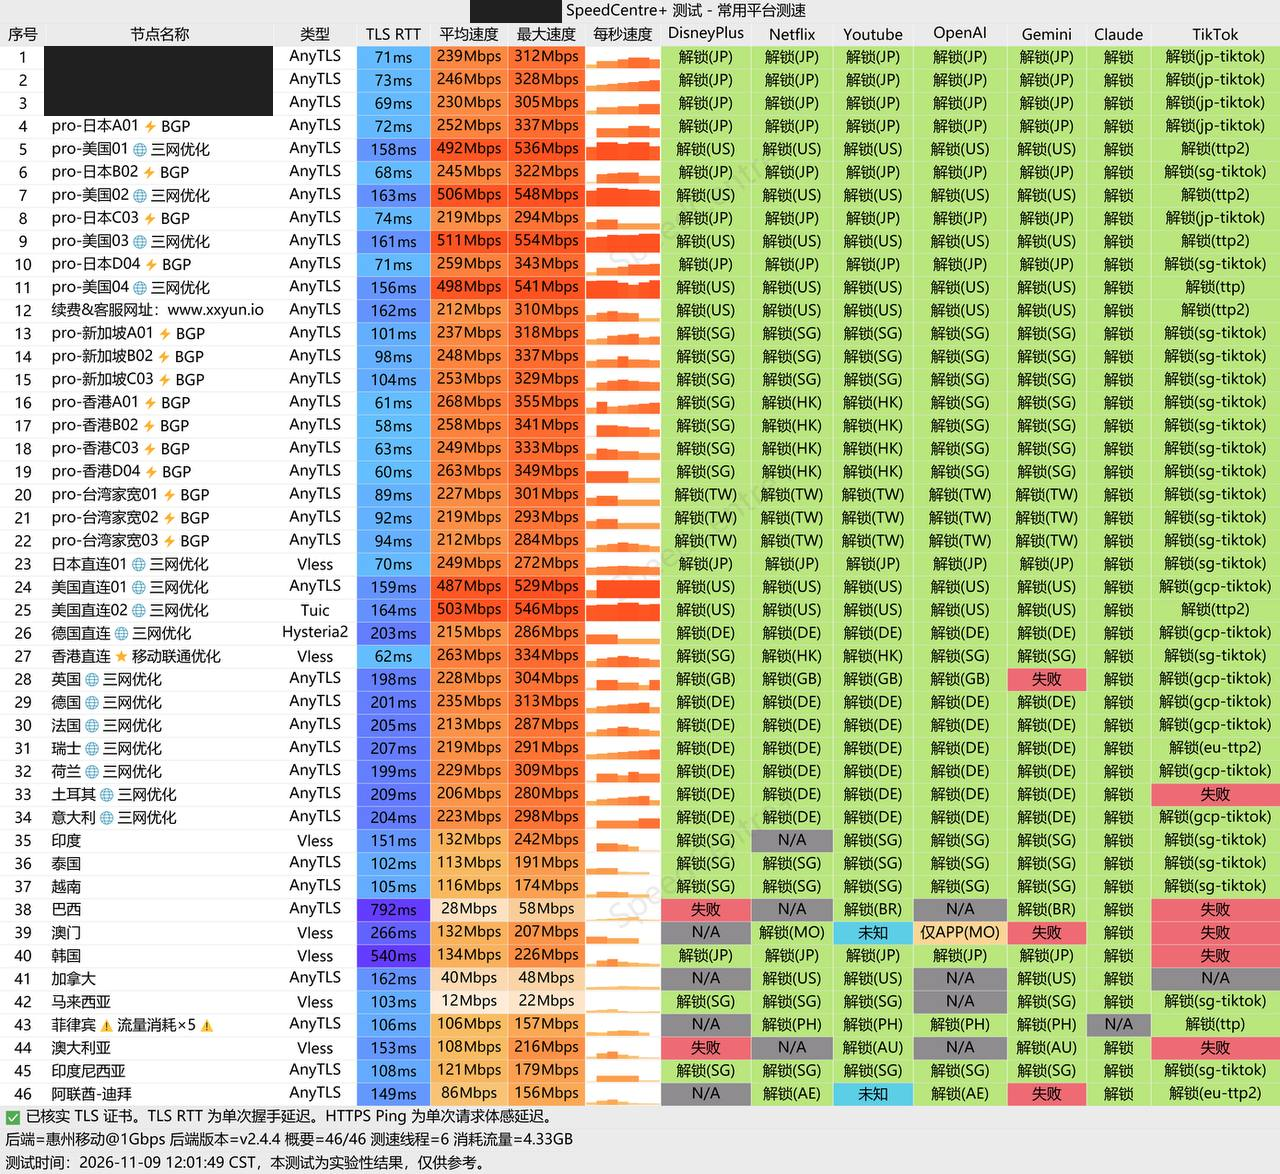 SpeedCentre+ 测试 - 常用平台测速
序号 节点名称 类型 TLS RTT 平均速度 最大速度 每秒速度 DisneyPlus Netflix Youtube OpenAI Gemini Claude TikTok
1 AnyTLS 71ms 239Mbps 312Mbps 解锁(JP) 解锁(JP) 解锁(JP) 解锁(JP) 解锁(JP) 解锁 解锁(jp-tiktok)
2 AnyTLS 73ms 246Mbps 328Mbps 解锁(JP) 解锁(JP) 解锁(JP) 解锁(JP) 解锁(JP) 解锁 解锁(jp-tiktok)
3 AnyTLS 69ms 230Mbps 305Mbps 解锁(JP) 解锁(JP) 解锁(JP) 解锁(JP) 解锁(JP) 解锁 解锁(jp-tiktok)
4 pro-日本A01⚡BGP AnyTLS 72ms 252Mbps 337Mbps 解锁(JP) 解锁(JP) 解锁(JP) 解锁(JP) 解锁(JP) 解锁 解锁(jp-tiktok)
5 pro-美国01🌐三网优化 AnyTLS 158ms 492Mbps 536Mbps 解锁(US) 解锁(US) 解锁(US) 解锁(US) 解锁(US) 解锁 解锁(ttp2)
6 pro-日本B02⚡BGP AnyTLS 68ms 245Mbps 322Mbps 解锁(JP) 解锁(JP) 解锁(JP) 解锁(JP) 解锁(JP) 解锁 解锁(sg-tiktok)
7 pro-美国02🌐三网优化 AnyTLS 163ms 506Mbps 548Mbps 解锁(US) 解锁(US) 解锁(US) 解锁(US) 解锁(US) 解锁 解锁(ttp2)
8 pro-日本C03⚡BGP AnyTLS 74ms 219Mbps 294Mbps 解锁(JP) 解锁(JP) 解锁(JP) 解锁(JP) 解锁(JP) 解锁 解锁(jp-tiktok)
9 pro-美国03🌐三网优化 AnyTLS 161ms 511Mbps 554Mbps 解锁(US) 解锁(US) 解锁(US) 解锁(US) 解锁(US) 解锁 解锁(ttp2)
10 pro-日本D04⚡BGP AnyTLS 71ms 259Mbps 343Mbps 解锁(JP) 解锁(JP) 解锁(JP) 解锁(JP) 解锁(JP) 解锁 解锁(sg-tiktok)
11 pro-美国04🌐三网优化 AnyTLS 156ms 498Mbps 541Mbps 解锁(US) 解锁(US) 解锁(US) 解锁(US) 解锁(US) 解锁 解锁(ttp)
12 续费&客服网址：www.xxyun.io AnyTLS 162ms 212Mbps 310Mbps 解锁(US) 解锁(US) 解锁(US) 解锁(US) 解锁(US) 解锁 解锁(ttp2)
13 pro-新加坡A01⚡BGP AnyTLS 101ms 237Mbps 318Mbps 解锁(SG) 解锁(SG) 解锁(SG) 解锁(SG) 解锁(SG) 解锁 解锁(sg-tiktok)
14 pro-新加坡B02⚡BGP AnyTLS 98ms 248Mbps 337Mbps 解锁(SG) 解锁(SG) 解锁(SG) 解锁(SG) 解锁(SG) 解锁 解锁(sg-tiktok)
15 pro-新加坡C03⚡BGP AnyTLS 104ms 253Mbps 329Mbps 解锁(SG) 解锁(SG) 解锁(SG) 解锁(SG) 解锁(SG) 解锁 解锁(sg-tiktok)
16 pro-香港A01⚡BGP AnyTLS 61ms 268Mbps 355Mbps 解锁(SG) 解锁(HK) 解锁(HK) 解锁(SG) 解锁(SG) 解锁 解锁(sg-tiktok)
17 pro-香港B02⚡BGP AnyTLS 58ms 258Mbps 341Mbps 解锁(SG) 解锁(HK) 解锁(HK) 解锁(SG) 解锁(SG) 解锁 解锁(sg-tiktok)
18 pro-香港C03⚡BGP AnyTLS 63ms 249Mbps 333Mbps 解锁(SG) 解锁(HK) 解锁(HK) 解锁(SG) 解锁(SG) 解锁 解锁(sg-tiktok)
19 pro-香港D04⚡BGP AnyTLS 60ms 263Mbps 349Mbps 解锁(SG) 解锁(HK) 解锁(HK) 解锁(SG) 解锁(SG) 解锁 解锁(sg-tiktok)
20 pro-台湾家宽01⚡BGP AnyTLS 89ms 227Mbps 301Mbps 解锁(TW) 解锁(TW) 解锁(TW) 解锁(TW) 解锁(TW) 解锁 解锁(sg-tiktok)
21 pro-台湾家宽02⚡BGP AnyTLS 92ms 219Mbps 293Mbps 解锁(TW) 解锁(TW) 解锁(TW) 解锁(TW) 解锁(TW) 解锁 解锁(sg-tiktok)
22 pro-台湾家宽03⚡BGP AnyTLS 94ms 212Mbps 284Mbps 解锁(TW) 解锁(TW) 解锁(TW) 解锁(TW) 解锁(TW) 解锁 解锁(sg-tiktok)
23 日本直连01🌐三网优化 Vless 70ms 249Mbps 272Mbps 解锁(JP) 解锁(JP) 解锁(JP) 解锁(JP) 解锁(JP) 解锁 解锁(sg-tiktok)
24 美国直连01🌐三网优化 AnyTLS 159ms 487Mbps 529Mbps 解锁(US) 解锁(US) 解锁(US) 解锁(US) 解锁(US) 解锁 解锁(gcp-tiktok)
25 美国直连02🌐三网优化 Tuic 164ms 503Mbps 546Mbps 解锁(US) 解锁(US) 解锁(US) 解锁(US) 解锁(US) 解锁 解锁(ttp2)
26 德国直连🌐三网优化 Hysteria2 203ms 215Mbps 286Mbps 解锁(DE) 解锁(DE) 解锁(DE) 解锁(DE) 解锁(DE) 解锁 解锁(gcp-tiktok)
27 香港直连⭐移动联通优化 Vless 62ms 263Mbps 334Mbps 解锁(SG) 解锁(HK) 解锁(HK) 解锁(SG) 解锁(SG) 解锁 解锁(sg-tiktok)
28 英国🌐三网优化 AnyTLS 198ms 228Mbps 304Mbps 解锁(GB) 解锁(GB) 解锁(GB) 解锁(GB) 失败 解锁 解锁(gcp-tiktok)
29 德国🌐三网优化 AnyTLS 201ms 235Mbps 313Mbps 解锁(DE) 解锁(DE) 解锁(DE) 解锁(DE) 解锁(DE) 解锁 解锁(gcp-tiktok)
30 法国🌐三网优化 AnyTLS 205ms 213Mbps 287Mbps 解锁(DE) 解锁(DE) 解锁(DE) 解锁(DE) 解锁(DE) 解锁 解锁(gcp-tiktok)
31 瑞士🌐三网优化 AnyTLS 207ms 219Mbps 291Mbps 解锁(DE) 解锁(DE) 解锁(DE) 解锁(DE) 解锁(DE) 解锁 解锁(eu-ttp2)
32 荷兰🌐三网优化 AnyTLS 199ms 229Mbps 309Mbps 解锁(DE) 解锁(DE) 解锁(DE) 解锁(DE) 解锁(DE) 解锁 解锁(gcp-tiktok)
33 土耳其🌐三网优化 AnyTLS 209ms 206Mbps 280Mbps 解锁(DE) 解锁(DE) 解锁(DE) 解锁(DE) 解锁(DE) 解锁 失败
34 意大利🌐三网优化 AnyTLS 204ms 223Mbps 298Mbps 解锁(DE) 解锁(DE) 解锁(DE) 解锁(DE) 解锁(DE) 解锁 解锁(gcp-tiktok)
35 印度 Vless 151ms 132Mbps 242Mbps 解锁(SG) N/A 解锁(SG) 解锁(SG) 解锁(SG) 解锁 解锁(sg-tiktok)
36 泰国 AnyTLS 102ms 113Mbps 191Mbps 解锁(SG) 解锁(SG) 解锁(SG) 解锁(SG) 解锁(SG) 解锁 解锁(sg-tiktok)
37 越南 AnyTLS 105ms 116Mbps 174Mbps 解锁(SG) 解锁(SG) 解锁(SG) 解锁(SG) 解锁(SG) 解锁 解锁(sg-tiktok)
38 巴西 AnyTLS 792ms 28Mbps 58Mbps 失败 N/A 解锁(BR) N/A 解锁(BR) 解锁 失败
39 澳门 Vless 266ms 132Mbps 207Mbps N/A 解锁(MO) 未知 仅APP(MO) 失败 解锁 失败
40 韩国 Vless 540ms 134Mbps 226Mbps 解锁(JP) 解锁(JP) 解锁(JP) 解锁(JP) 解锁(JP) 解锁 失败
41 加拿大 AnyTLS 162ms 40Mbps 48Mbps N/A 解锁(US) 解锁(US) N/A 解锁(US) 解锁 N/A
42 马来西亚 Vless 103ms 12Mbps 22Mbps 解锁(SG) 解锁(SG) 解锁(SG) N/A 解锁(SG) 解锁 解锁(sg-tiktok)
43 菲律宾⚠️流量消耗×5⚠️ AnyTLS 106ms 106Mbps 157Mbps N/A 解锁(PH) 解锁(PH) 解锁(PH) 解锁(PH) N/A 解锁(ttp)
44 澳大利亚 Vless 153ms 108Mbps 216Mbps 失败 N/A 解锁(AU) N/A 解锁(AU) 解锁 失败
45 印度尼西亚 AnyTLS 108ms 121Mbps 179Mbps 解锁(SG) 解锁(SG) 解锁(SG) 解锁(SG) 解锁(SG) 解锁 解锁(sg-tiktok)
46 阿联酋-迪拜 AnyTLS 149ms 86Mbps 156Mbps N/A 解锁(AE) 未知 解锁(AE) 失败 解锁 解锁(eu-ttp2)
✅ 已核实 TLS 证书。TLS RTT 为单次握手延迟。HTTPS Ping 为单次请求体感延迟。
后端=惠州移动@1Gbps 后端版本=v2.4.4 概要=46/46 测速线程=6 消耗流量=4.33GB
测试时间：2026-11-09 12:01:49 CST，本测试为实验性结果，仅供参考。